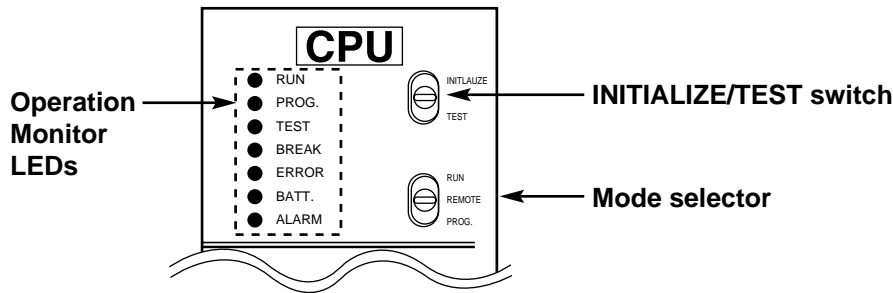 CPU
RUN
PROG.
TEST
BREAK
ERROR
BATT.
ALARM
INITLAUZE
TEST
RUN
REMOTE
PROG.
Operation
Monitor
LEDs
INITIALIZE/TEST switch
Mode selector